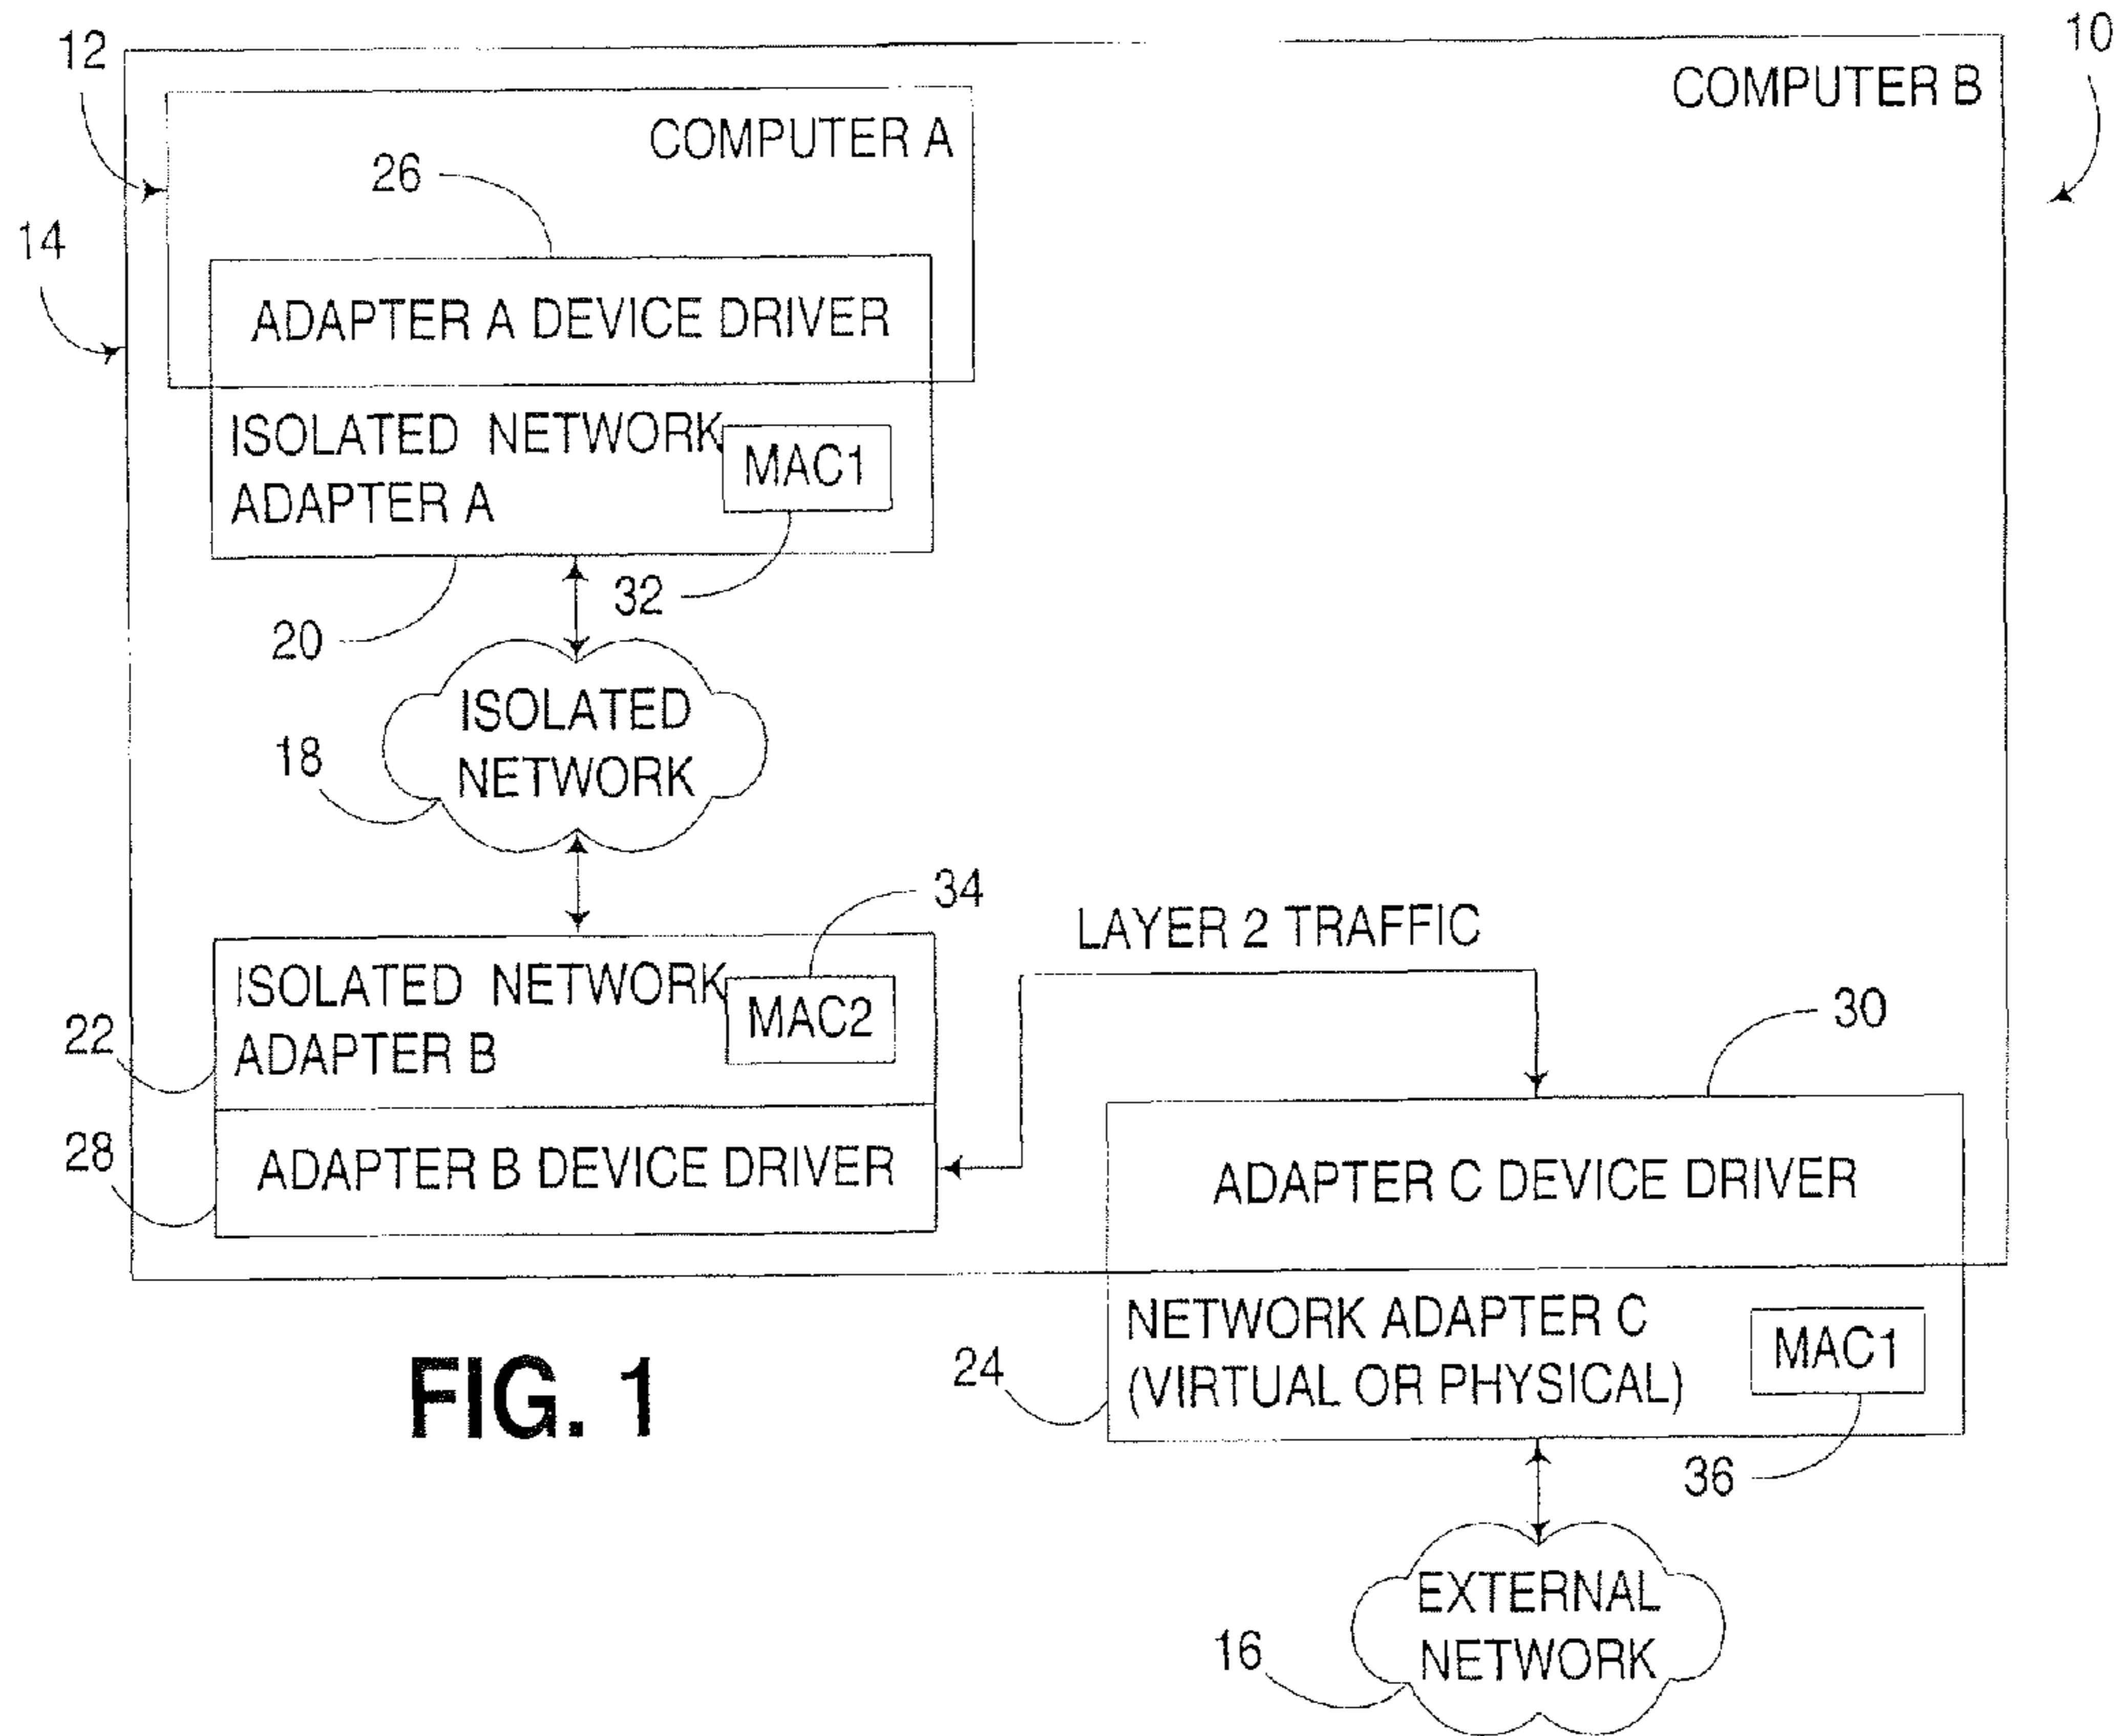 10
12
COMPUTER B
COMPUTER A
26
14
ADAPTER A DEVICE DRIVER
ISOLATED NETWORK
ADAPTER A
MAC1
32
20
ISOLATED
NETWORK
18
34
LAYER 2 TRAFFIC
ISOLATED NETWORK
ADAPTER B
MAC2
22
30
28
ADAPTER B DEVICE DRIVER
ADAPTER C DEVICE DRIVER
NETWORK ADAPTER C
(VIRTUAL OR PHYSICAL)
MAC1
24
FIG. 1
36
EXTERNAL
NETWORK
16